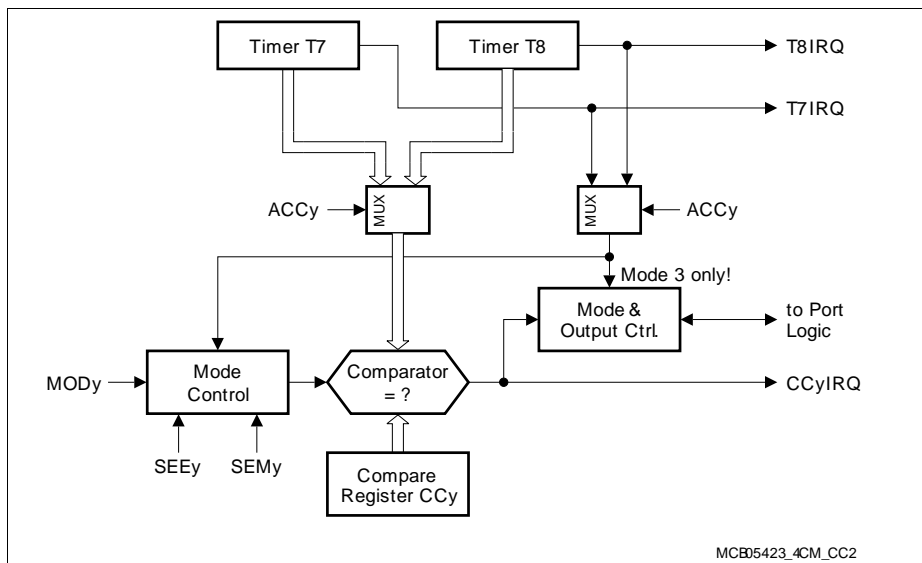 Timer T7
Timer T8
T8IRQ
T7IRQ
ACCy
MUX
MUX
ACCy
Mode 3 only!
Mode &
Output Ctrl.
to Port
Logic
MODy
Mode
Control
Comparator
= ?
CCyIRQ
SEEy
SEMy
Compare
Register CCy
MCB05423_4CM_CC2